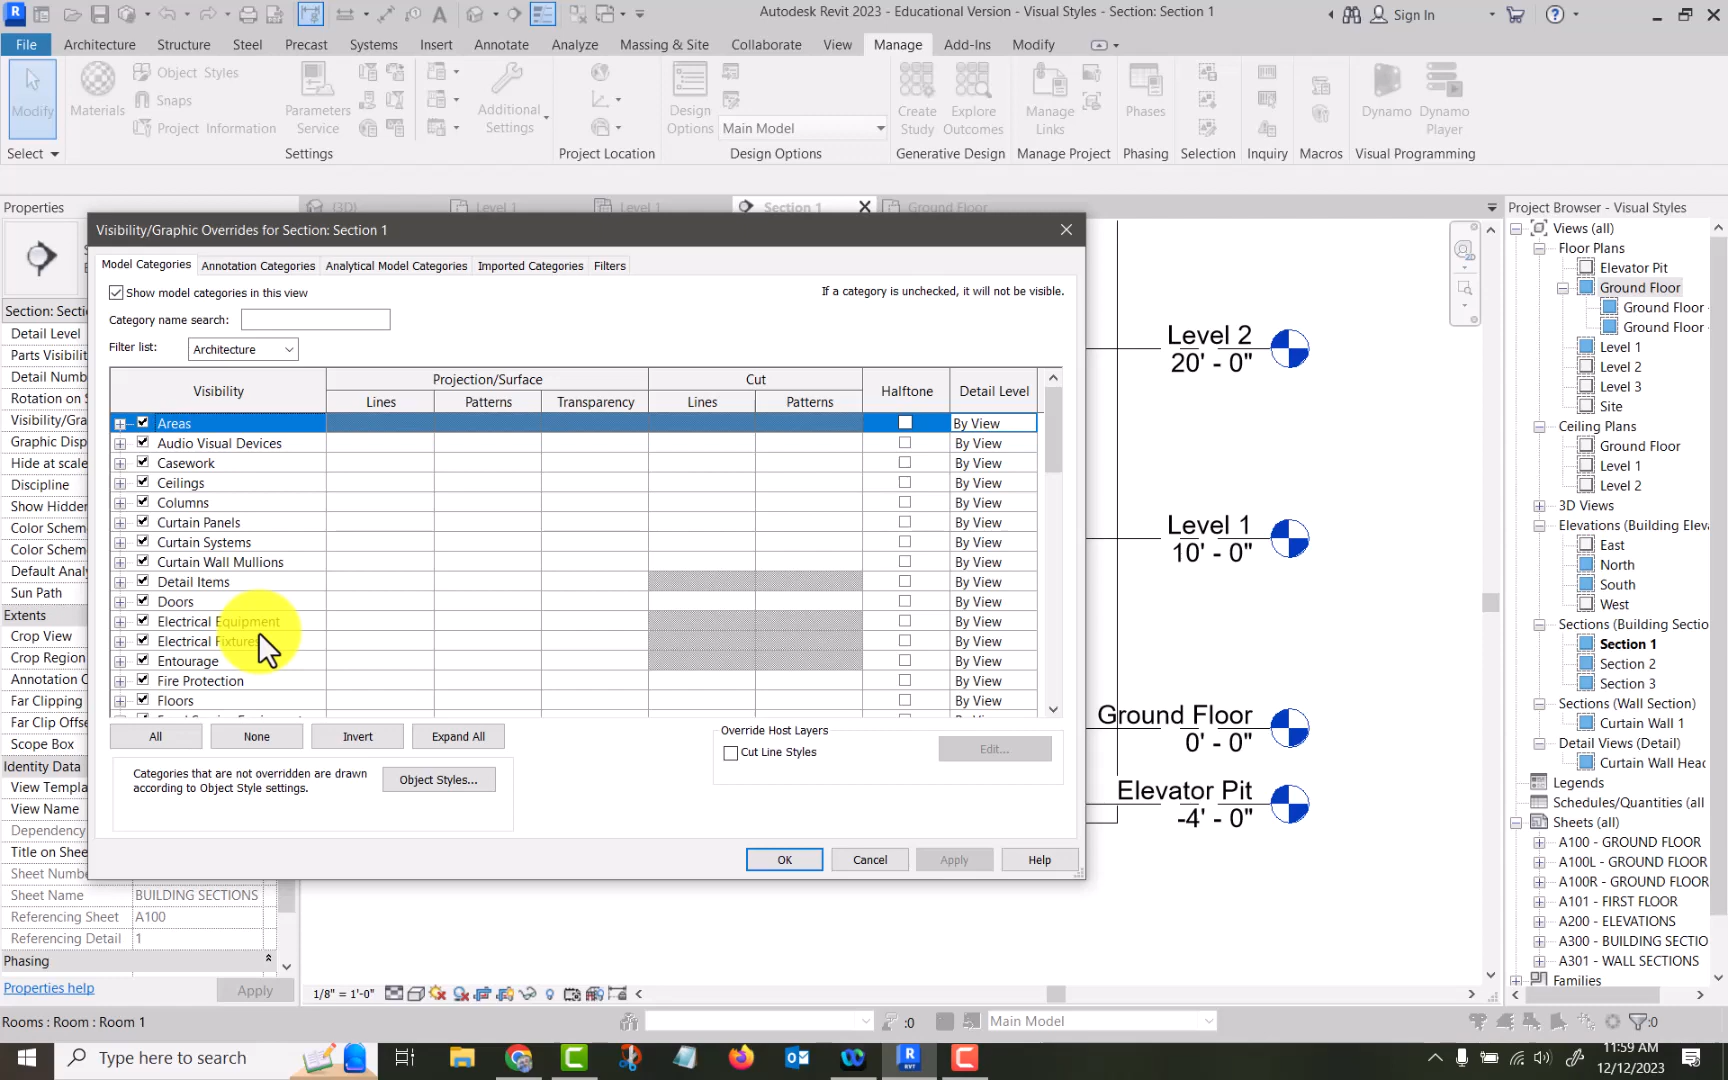 Autodesk Revit 2023 - Educational Version - Visual Styles - Section: Section 1
Sign In
File Architecture Structure Steel Precast Systems Insert Annotate Analyze Massing & Site Collaborate View Manage Add-Ins Modify
Modify
Materials
Object Styles
Snaps
Project Information
Parameters Service
Additional Settings
Design Options
Main Model
Create Study
Explore Outcomes
Manage Links
Phases
Dynamo
Dynamo Player
Select Settings Project Location Design Options Generative Design Manage Project Phasing Selection Inquiry Macros Visual Programming
Properties
(3D) Level 1 Level 1 Section 1 Ground Floor
Section: Secti
Detail Level
Parts Visibility
Detail Numb
Rotation on S
Visibility/Gra
Graphic Disp
Hide at scale
Discipline
Show Hidden
Color Schem
Color Schem
Default Analy
Sun Path
Extents
Crop View
Crop Region
Annotation C
Far Clipping
Far Clip Offse
Scope Box
Identity Data
View Templa
View Name
Dependency
Title on Shee
Sheet Numb
Sheet Name BUILDING SECTIONS
Referencing Sheet A100
Referencing Detail 1
Phasing
Properties help
Apply
Visibility/Graphic Overrides for Section: Section 1
Model Categories Annotation Categories Analytical Model Categories Imported Categories Filters
Show model categories in this view
If a category is unchecked, it will not be visible.
Category name search:
Filter list: Architecture
Visibility Projection/Surface Cut Halftone Detail Level
Lines Patterns Transparency Lines Patterns
Areas By View
Audio Visual Devices By View
Casework By View
Ceilings By View
Columns By View
Curtain Panels By View
Curtain Systems By View
Curtain Wall Mullions By View
Detail Items By View
Doors By View
Electrical Equipment By View
Electrical Fixtures By View
Entourage By View
Fire Protection By View
Floors By View
All None Invert Expand All
Override Host Layers
Cut Line Styles
Edit...
Categories that are not overridden are drawn
according to Object Style settings.
Object Styles...
OK Cancel Apply Help
Level 2
20' - 0"
Level 1
10' - 0"
Ground Floor
0' - 0"
Elevator Pit
-4' - 0"
Project Browser - Visual Styles
Views (all)
Floor Plans
Elevator Pit
Ground Floor
Ground Floor
Ground Floor
Level 1
Level 2
Level 3
Site
Ceiling Plans
Ground Floor
Level 1
Level 2
3D Views
Elevations (Building Elev
East
North
South
West
Sections (Building Sectio
Section 1
Section 2
Section 3
Sections (Wall Section)
Curtain Wall 1
Detail Views (Detail)
Curtain Wall Head
Legends
Schedules/Quantities (all
Sheets (all)
A100 - GROUND FLOOR
A100L - GROUND FLOOR
A100R - GROUND FLOOR
A101 - FIRST FLOOR
A200 - ELEVATIONS
A300 - BUILDING SECTIO
A301 - WALL SECTIONS
Families
1/8" = 1'-0"
Rooms : Room : Room 1
:0
Main Model
:0
Type here to search
11:59 AM
12/12/2023